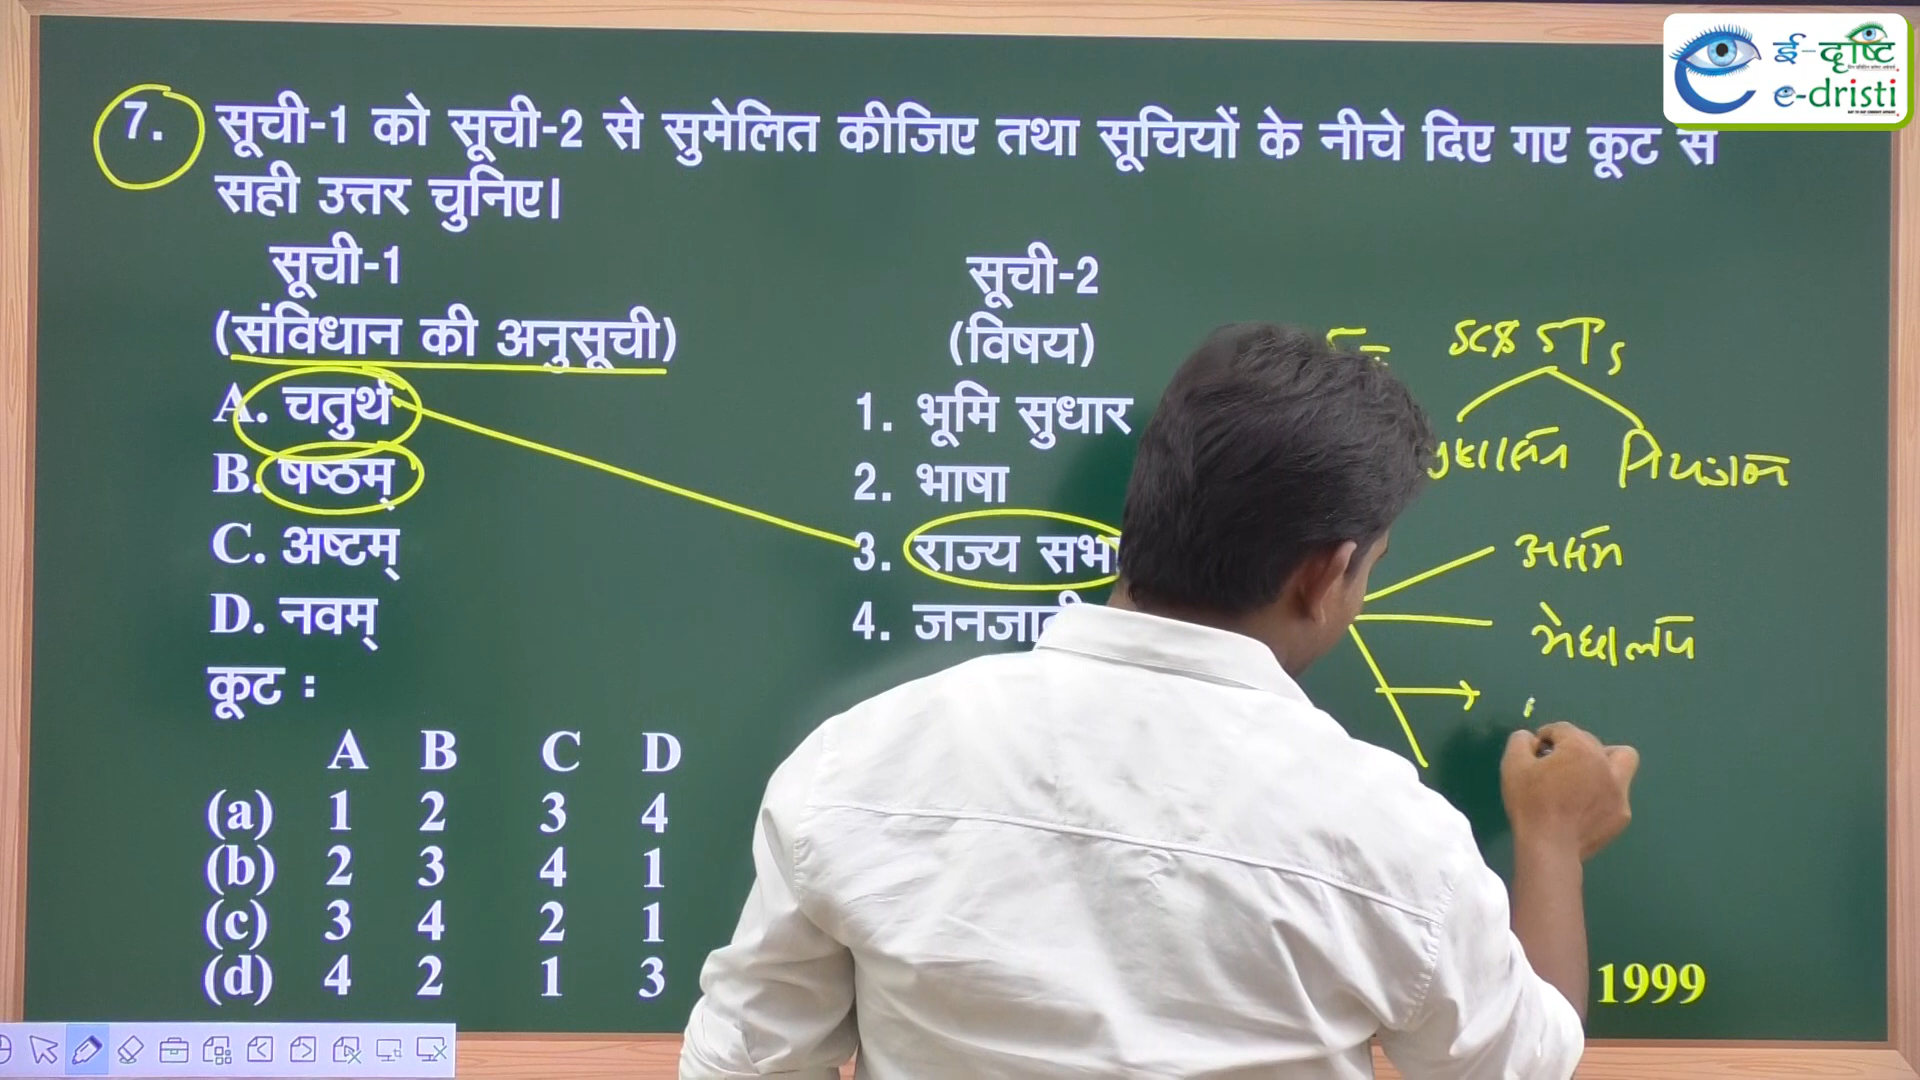 ई-दृष्टि
e-dristi
7. सूची-1 को सूची-2 से सुमेलित कीजिए तथा सूचियों के नीचे दिए गए कूट से
सही उत्तर चुनिए।
सूची-1 सूची-2
(संविधान की अनुसूची) (विषय)
SC & STs
A. चतुर्थ 1. भूमि सुधार
B. षष्ठम् 2. भाषा
नियंत्रण
C. अष्टम् 3. राज्य सभा
असम
D. नवम् 4.
मेघालय
कूट :
A B C D
(a) 1 2 3 4
(b) 2 3 4 1
(c) 3 4 2 1
(d) 4 2 1 3
1999